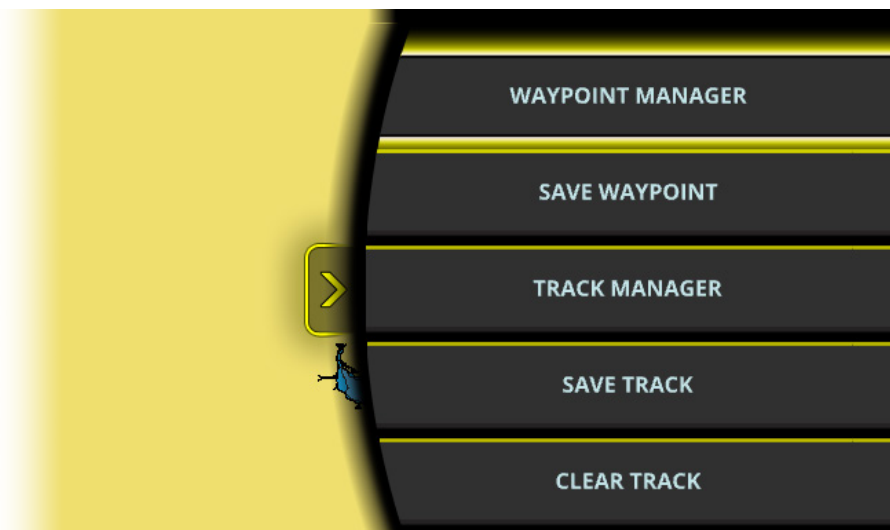 WAYPOINT MANAGER
SAVE WAYPOINT
TRACK MANAGER
SAVE TRACK
CLEAR TRACK